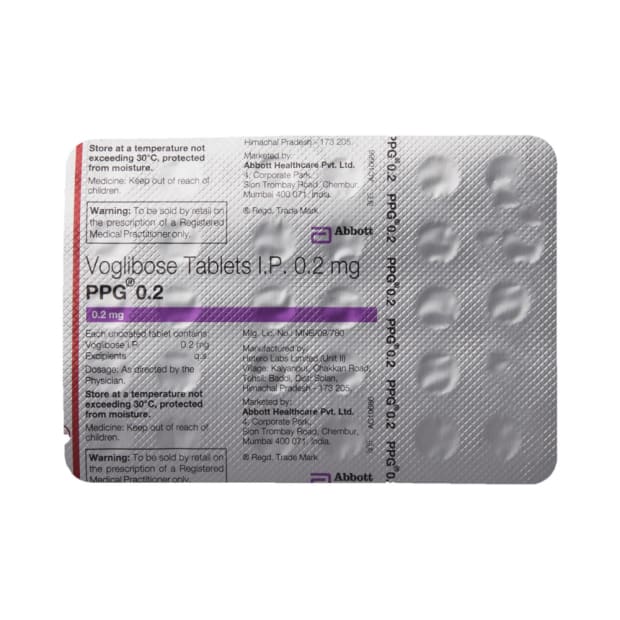 Store at a temperature not
exceeding 30°C, protected
from moisture.
Medicine: Keep out of reach of
children.
Warning: To be sold by retail on
the prescription of a Registered
Medical Practitioner only.
Himachal Pradesh - 173 205.
Marketed by:
Abbott Healthcare Pvt. Ltd.
4, Corporate Park,
Sion Trombay Road, Chembur,
Mumbai 400 071, India.
® Regd. Trade Mark
Abbott
Voglibose Tablets I.P. 0.2 mg
PPG® 0.2
0.2 mg
Each uncoated tablet contains:
Voglibose I.P. 0.2 mg
Excipients q.s.
Dosage: As directed by the
Physician.
Store at a temperature not
exceeding 30°C, protected
from moisture.
Medicine: Keep out of reach of
children.
Warning: To be sold by retail on
the prescription of a Registered
Medical Practitioner only.
Mfg. Lic. No.: MNB/09/780
Manufactured by:
Hetero Labs Limited (Unit II)
Village: Kalyanpur, Chakkan Road,
Tehsil: Baddi, Dist: Solan,
Himachal Pradesh - 173 205.
Marketed by:
Abbott Healthcare Pvt. Ltd.
4, Corporate Park,
Sion Trombay Road, Chembur,
Mumbai 400 071, India.
® Regd. Trade Mark
Abbott
PPG® 0.2 PPG® 0.2 PPG® 0.2 PPG® 0.2 PPG® 0.2